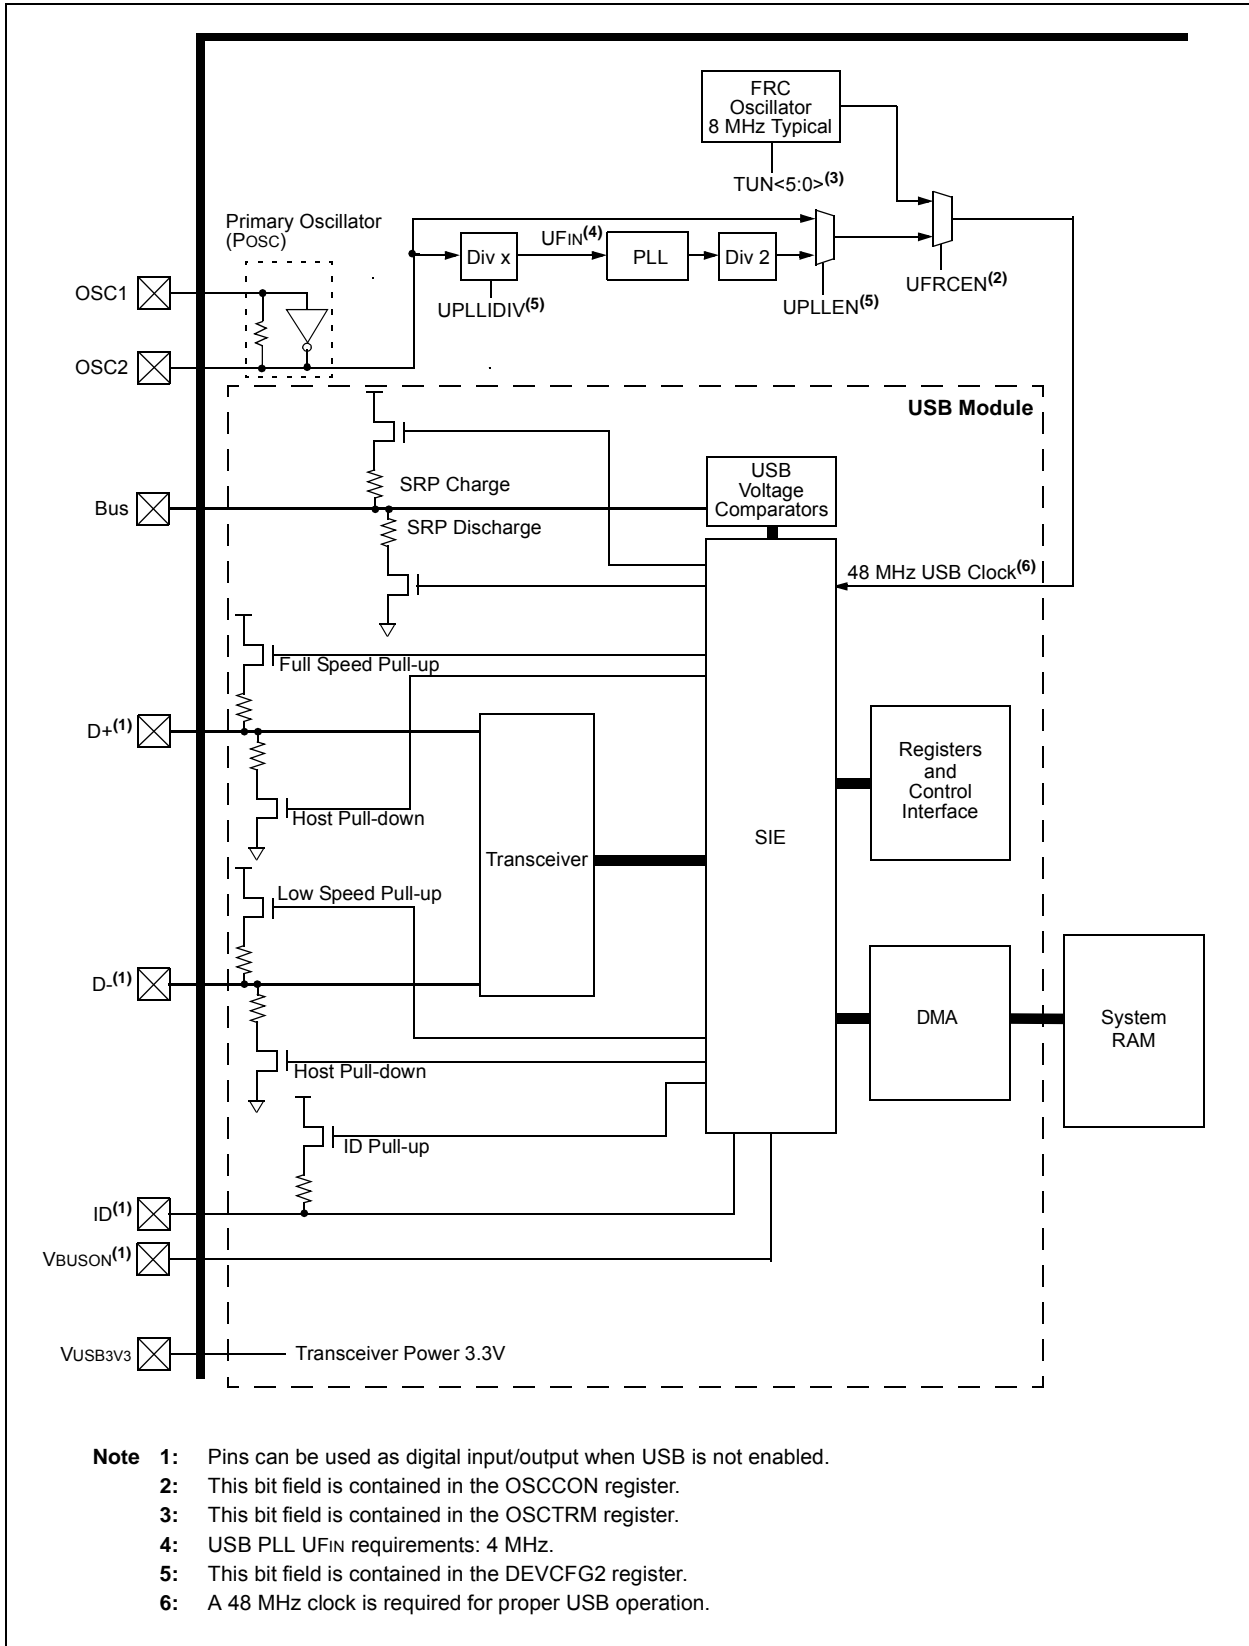 FRC
Oscillator
8 MHz Typical
TUN<5:0>(3)
Primary Oscillator
(POSC)
UFIN(4)
Div x
PLL
Div 2
UPLLIDIV(5)
UPLLEN(5)
UFRCEN(2)
OSC1
OSC2
USB Module
USB
Voltage
Comparators
SRP Charge
Bus
SRP Discharge
48 MHz USB Clock(6)
Full Speed Pull-up
D+(1)
Registers
and
Control
Interface
Host Pull-down
SIE
Transceiver
Low Speed Pull-up
D-(1)
DMA
System
RAM
Host Pull-down
ID Pull-up
ID(1)
VBUSON(1)
VUSB3V3
Transceiver Power 3.3V
Note 1: Pins can be used as digital input/output when USB is not enabled.
2: This bit field is contained in the OSCCON register.
3: This bit field is contained in the OSCTRM register.
4: USB PLL UFIN requirements: 4 MHz.
5: This bit field is contained in the DEVCFG2 register.
6: A 48 MHz clock is required for proper USB operation.